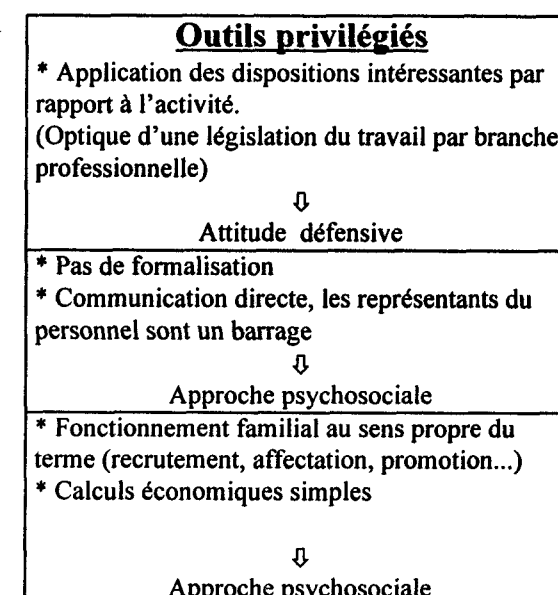 Outils privilégiés
* Application des dispositions intéressantes par
rapport à l'activité.
(Optique d'une législation du travail par branche
professionnelle)
⇩
Attitude défensive
* Pas de formalisation
* Communication directe, les représentants du
personnel sont un barrage
⇩
Approche psychosociale
* Fonctionnement familial au sens propre du
terme (recrutement, affectation, promotion...)
* Calculs économiques simples
⇩
Approche psychosociale